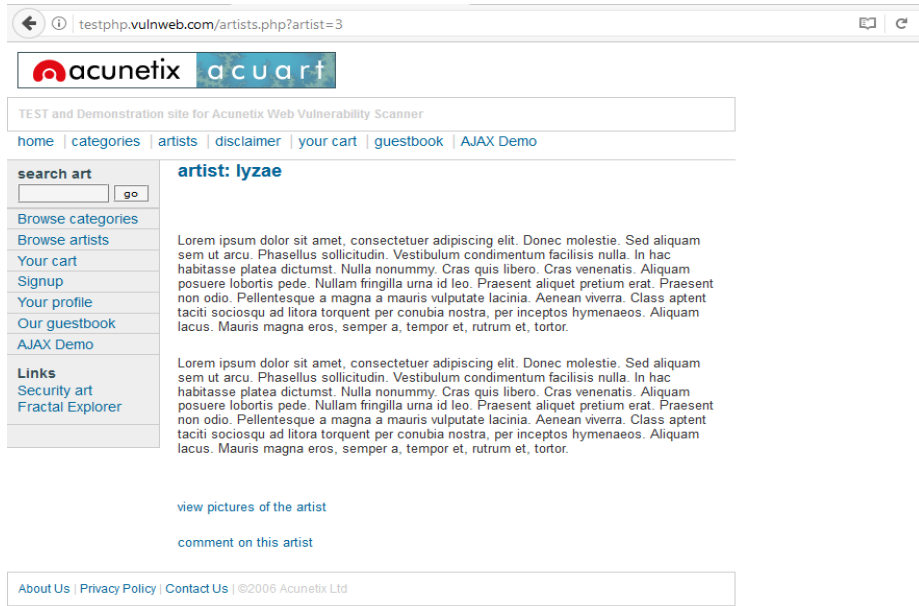 testphp.vulnweb.com/artists.php?artist=3
acunetix acuart
TEST and Demonstration site for Acunetix Web Vulnerability Scanner
home | categories | artists | disclaimer | your cart | guestbook | AJAX Demo
search art
go
Browse categories
Browse artists
Your cart
Signup
Your profile
Our guestbook
AJAX Demo
Links
Security art
Fractal Explorer
artist: lyzae
Lorem ipsum dolor sit amet, consectetuer adipiscing elit. Donec molestie. Sed aliquam
sem ut arcu. Phasellus sollicitudin. Vestibulum condimentum facilisis nulla. In hac
habitasse platea dictumst. Nulla nonummy. Cras quis libero. Cras venenatis. Aliquam
posuere lobortis pede. Nullam fringilla urna id leo. Praesent aliquet pretium erat. Praesent
non odio. Pellentesque a magna a mauris vulputate lacinia. Aenean viverra. Class aptent
taciti sociosqu ad litora torquent per conubia nostra, per inceptos hymenaeos. Aliquam
lacus. Mauris magna eros, semper a, tempor et, rutrum et, tortor.
Lorem ipsum dolor sit amet, consectetuer adipiscing elit. Donec molestie. Sed aliquam
sem ut arcu. Phasellus sollicitudin. Vestibulum condimentum facilisis nulla. In hac
habitasse platea dictumst. Nulla nonummy. Cras quis libero. Cras venenatis. Aliquam
posuere lobortis pede. Nullam fringilla urna id leo. Praesent aliquet pretium erat. Praesent
non odio. Pellentesque a magna a mauris vulputate lacinia. Aenean viverra. Class aptent
taciti sociosqu ad litora torquent per conubia nostra, per inceptos hymenaeos. Aliquam
lacus. Mauris magna eros, semper a, tempor et, rutrum et, tortor.
view pictures of the artist
comment on this artist
About Us | Privacy Policy | Contact Us | ©2006 Acunetix Ltd